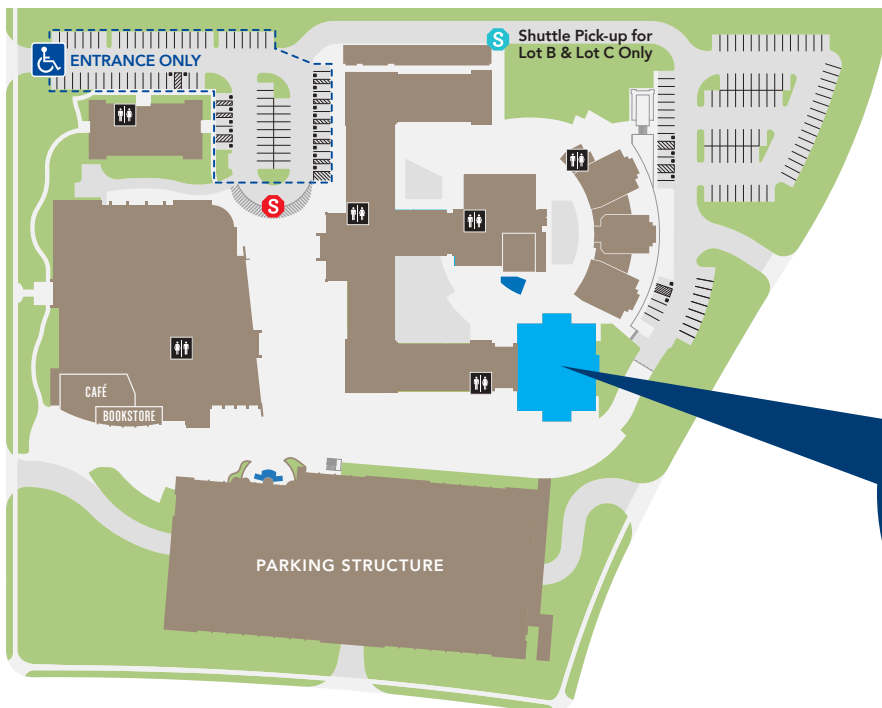 S
Shuttle Pick-up for
Lot B & Lot C Only
ENTRANCE ONLY
S
CAFÉ
BOOKSTORE
PARKING STRUCTURE